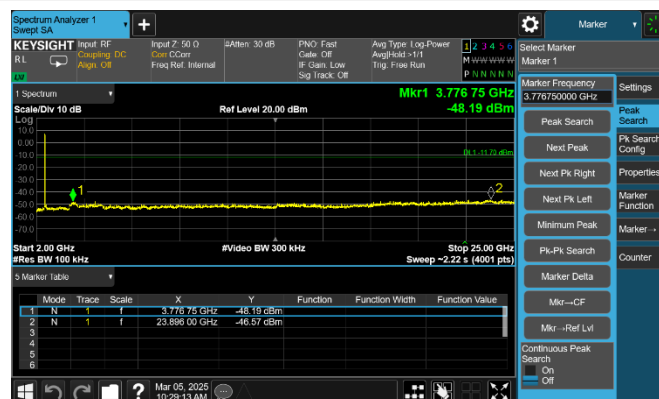 Spectrum Analyzer 1
Swept SA
Marker
KEYSIGHT
RL
LXI
Input: RF
Coupling: DC
Align: Off
Input Z: 50 Ω
Corr CCorr
Freq Ref: Internal
#Atten: 30 dB
PNO: Fast
Gate: Off
IF Gain: Low
Sig Track: Off
Avg Type: Log-Power
Avg|Hold:>1/1
Trig: Free Run
1 2 3 4 5 6
M W W W W W
P N N N N N
Select Marker
Marker 1
1 Spectrum
Mkr1 3.776 75 GHz
Scale/Div 10 dB
Ref Level 20.00 dBm
-48.19 dBm
Log
10.0
0.00
-10.0
DL1 -11.72 dBm
-20.0
-30.0
-40.0
1
2
-50.0
-60.0
-70.0
Start 2.00 GHz
#Video BW 300 kHz
Stop 25.00 GHz
#Res BW 100 kHz
Sweep ~2.22 s (4001 pts)
5 Marker Table
Mode Trace Scale X Y Function Function Width Function Value
1 N 1 f 3.776 75 GHz -48.19 dBm
2 N 1 f 23.896 00 GHz -46.57 dBm
3
4
5
6
Marker Frequency
3.776750000 GHz
Peak Search
Next Peak
Next Pk Right
Next Pk Left
Minimum Peak
Pk-Pk Search
Marker Delta
Mkr→CF
Mkr→Ref Lvl
Continuous Peak
Search
On
Off
Settings
Peak
Search
Pk Search
Config
Properties
Marker
Function
Marker→
Counter
?
Mar 05, 2025
10:29:13 AM